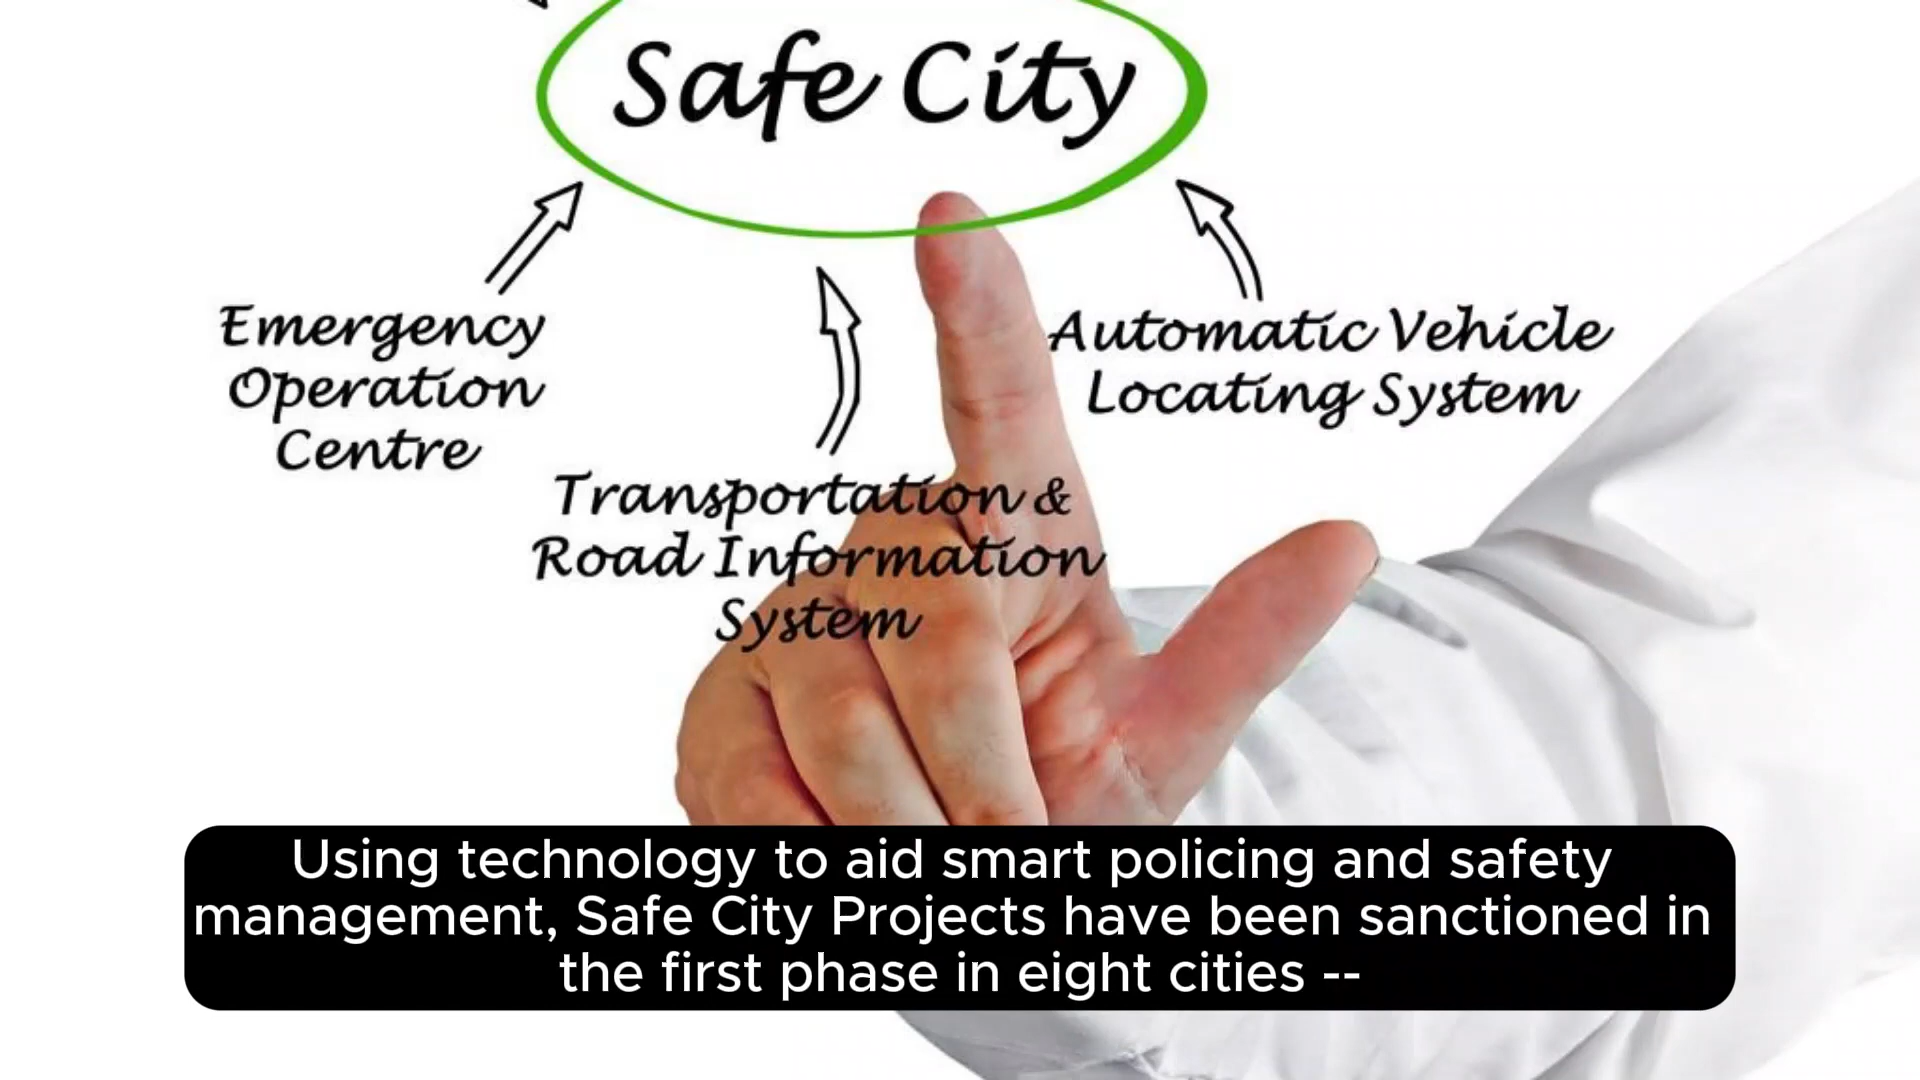 Safe City
Emergency
Operation
Centre
Automatic Vehicle
Locating System
Transportation &
Road Information
System
Using technology to aid smart policing and safety
management, Safe City Projects have been sanctioned in
the first phase in eight cities --